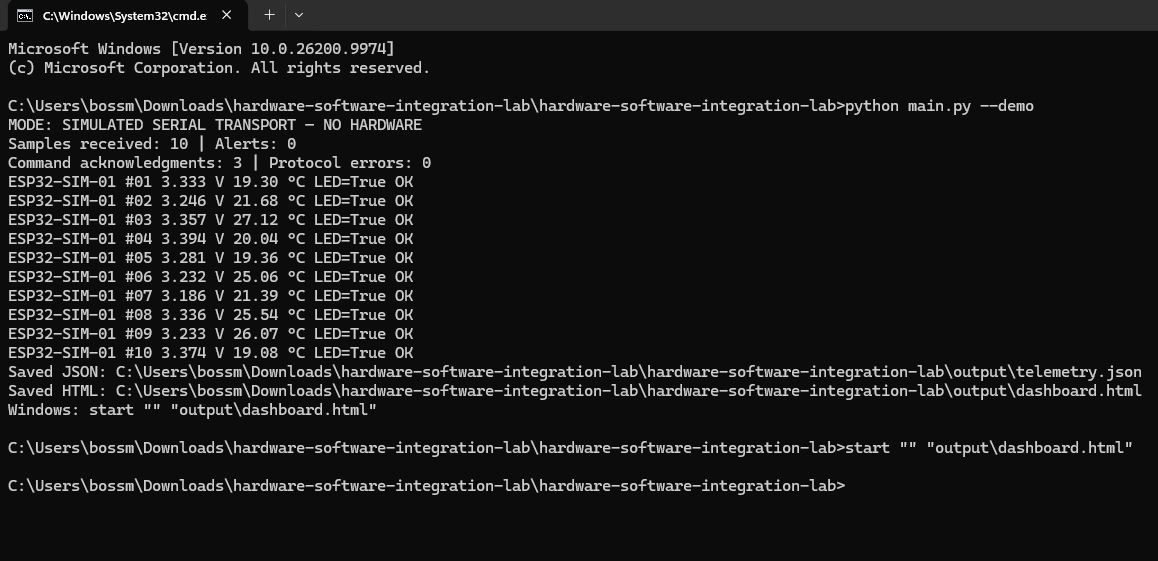 C:\Windows\System32\cmd.e
Microsoft Windows [Version 10.0.26200.9974]
(c) Microsoft Corporation. All rights reserved.
C:\Users\bossm\Downloads\hardware-software-integration-lab\hardware-software-integration-lab>python main.py --demo
MODE: SIMULATED SERIAL TRANSPORT — NO HARDWARE
Samples received: 10 | Alerts: 0
Command acknowledgments: 3 | Protocol errors: 0
ESP32-SIM-01 #01 3.333 V 19.30 °C LED=True OK
ESP32-SIM-01 #02 3.246 V 21.68 °C LED=True OK
ESP32-SIM-01 #03 3.357 V 27.12 °C LED=True OK
ESP32-SIM-01 #04 3.394 V 20.04 °C LED=True OK
ESP32-SIM-01 #05 3.281 V 19.36 °C LED=True OK
ESP32-SIM-01 #06 3.232 V 25.06 °C LED=True OK
ESP32-SIM-01 #07 3.186 V 21.39 °C LED=True OK
ESP32-SIM-01 #08 3.336 V 25.54 °C LED=True OK
ESP32-SIM-01 #09 3.233 V 26.07 °C LED=True OK
ESP32-SIM-01 #10 3.374 V 19.08 °C LED=True OK
Saved JSON: C:\Users\bossm\Downloads\hardware-software-integration-lab\hardware-software-integration-lab\output\telemetry.json
Saved HTML: C:\Users\bossm\Downloads\hardware-software-integration-lab\hardware-software-integration-lab\output\dashboard.html
Windows: start "" "output\dashboard.html"
C:\Users\bossm\Downloads\hardware-software-integration-lab\hardware-software-integration-lab>start "" "output\dashboard.html"
C:\Users\bossm\Downloads\hardware-software-integration-lab\hardware-software-integration-lab>